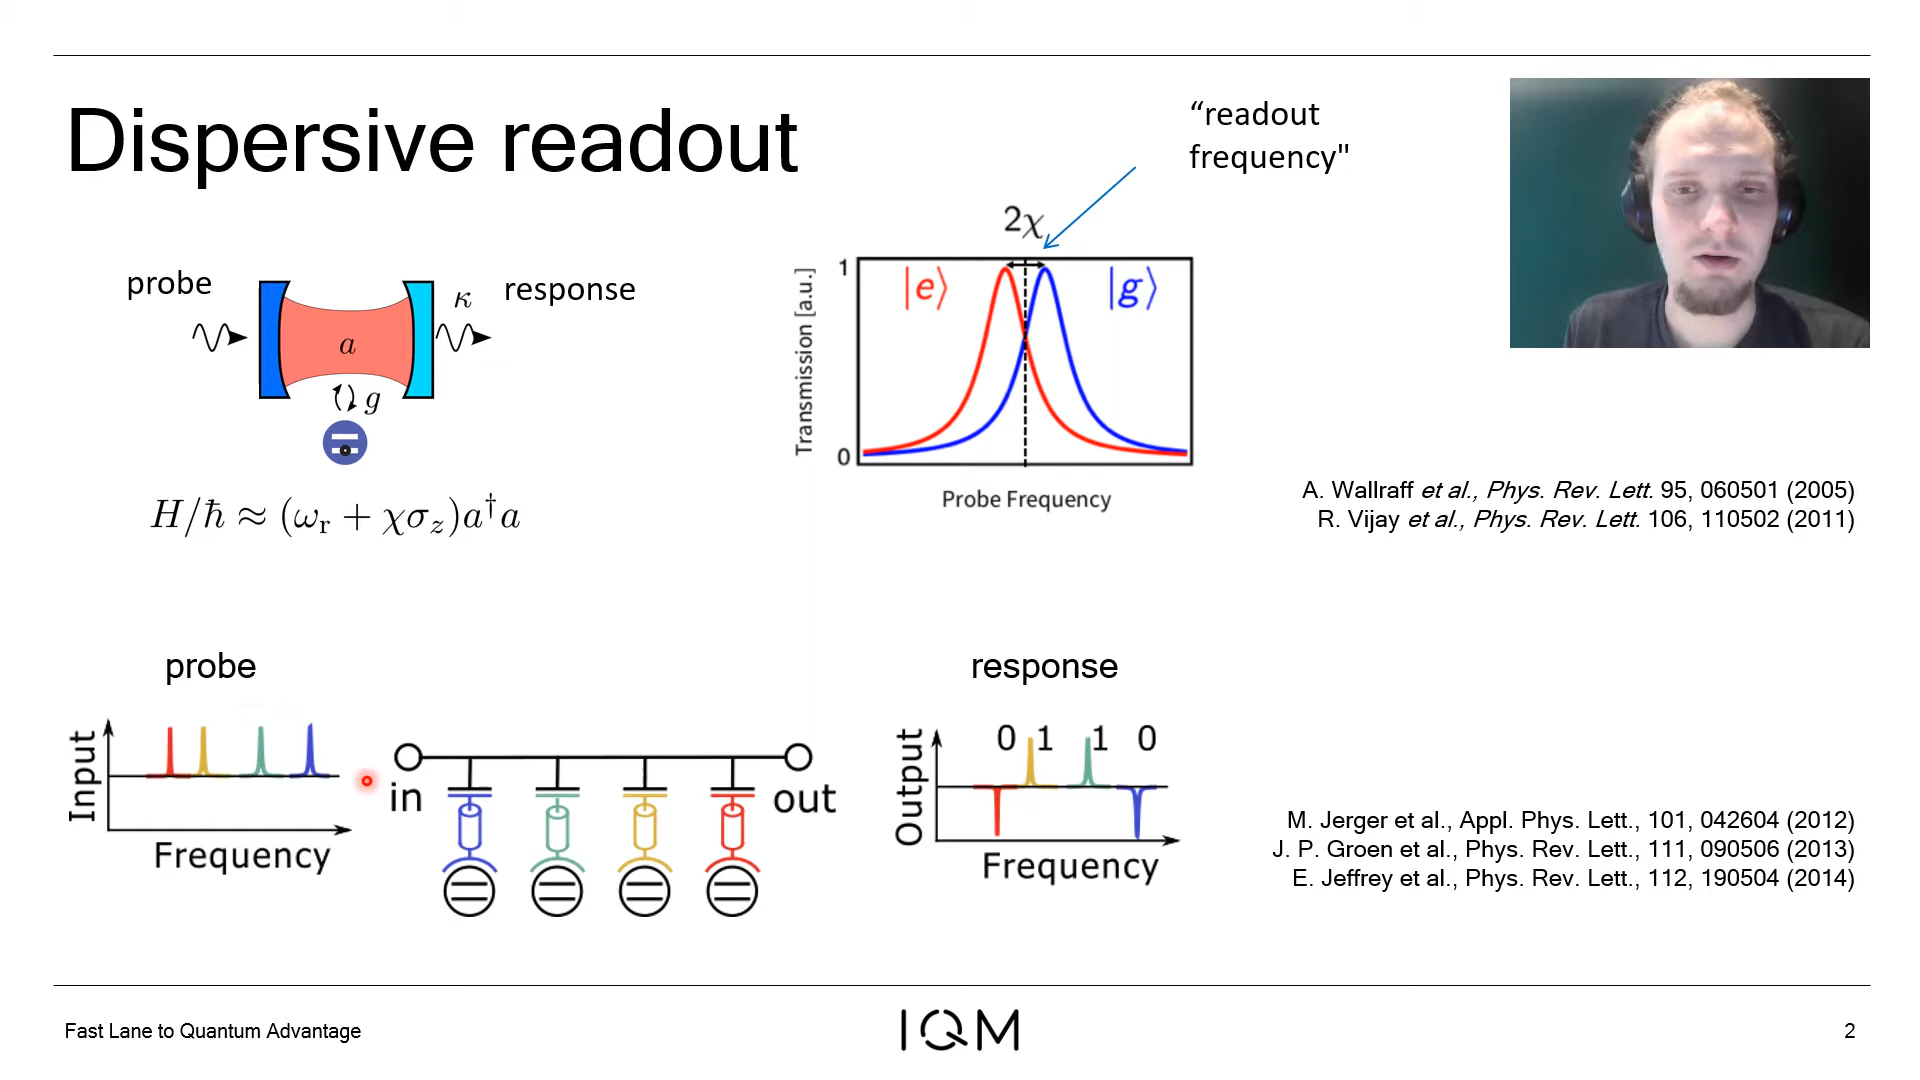 Dispersive readout
“readout
frequency"
probe
κ
response
a
g
H/ħ ≈ (ωr + χσz)a†a
2χ
1
|e⟩
|g⟩
Transmission [a.u.]
0
Probe Frequency
A. Wallraff et al., Phys. Rev. Lett. 95, 060501 (2005)
R. Vijay et al., Phys. Rev. Lett. 106, 110502 (2011)
probe
Input
Frequency
in
out
response
Output
0 1 1 0
Frequency
M. Jerger et al., Appl. Phys. Lett., 101, 042604 (2012)
J. P. Groen et al., Phys. Rev. Lett., 111, 090506 (2013)
E. Jeffrey et al., Phys. Rev. Lett., 112, 190504 (2014)
Fast Lane to Quantum Advantage
IQM
2